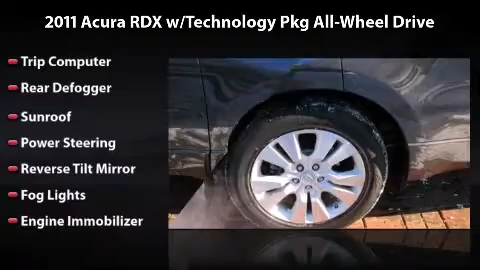 2011 Acura RDX w/Technology Pkg All-Wheel Drive
Trip Computer
Rear Defogger
Sunroof
Power Steering
Reverse Tilt Mirror
Fog Lights
Engine Immobilizer